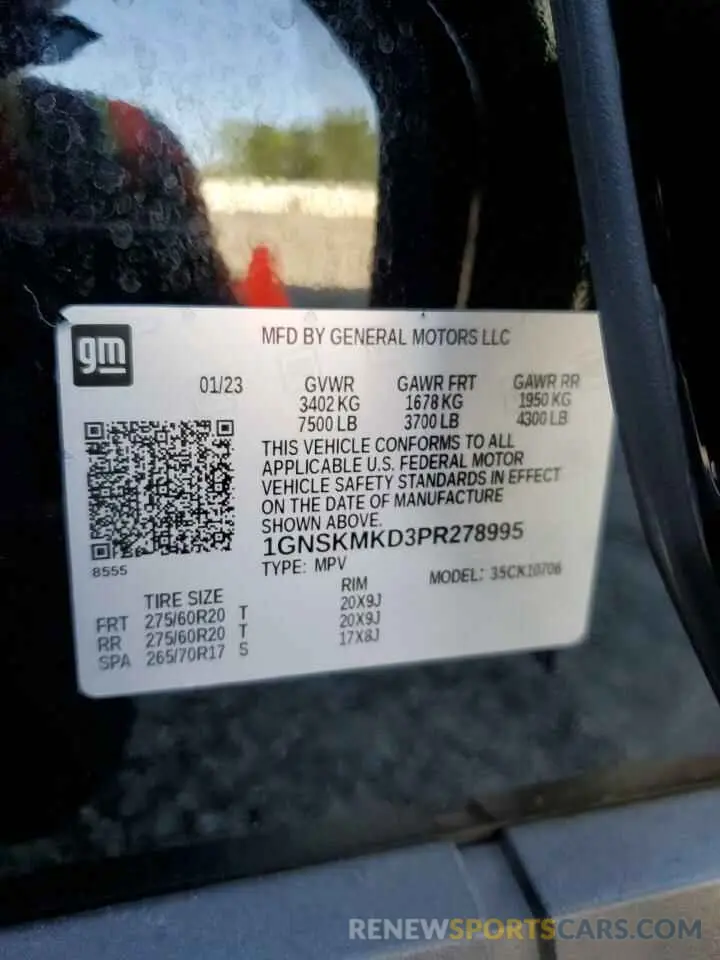 gm
MFD BY GENERAL MOTORS LLC
01/23 GVWR GAWR FRT GAWR RR
3402 KG 1678 KG 1950 KG
7500 LB 3700 LB 4300 LB
THIS VEHICLE CONFORMS TO ALL
APPLICABLE U.S. FEDERAL MOTOR
VEHICLE SAFETY STANDARDS IN EFFECT
ON THE DATE OF MANUFACTURE
SHOWN ABOVE.
1GNSKMKD3PR278995
8555
TYPE: MPV MODEL: 35CK10706
TIRE SIZE RIM
FRT 275/60R20 T 20X9J
RR 275/60R20 T 20X9J
SPA 265/70R17 S 17X8J
RENEWSPORTSCARS.COM